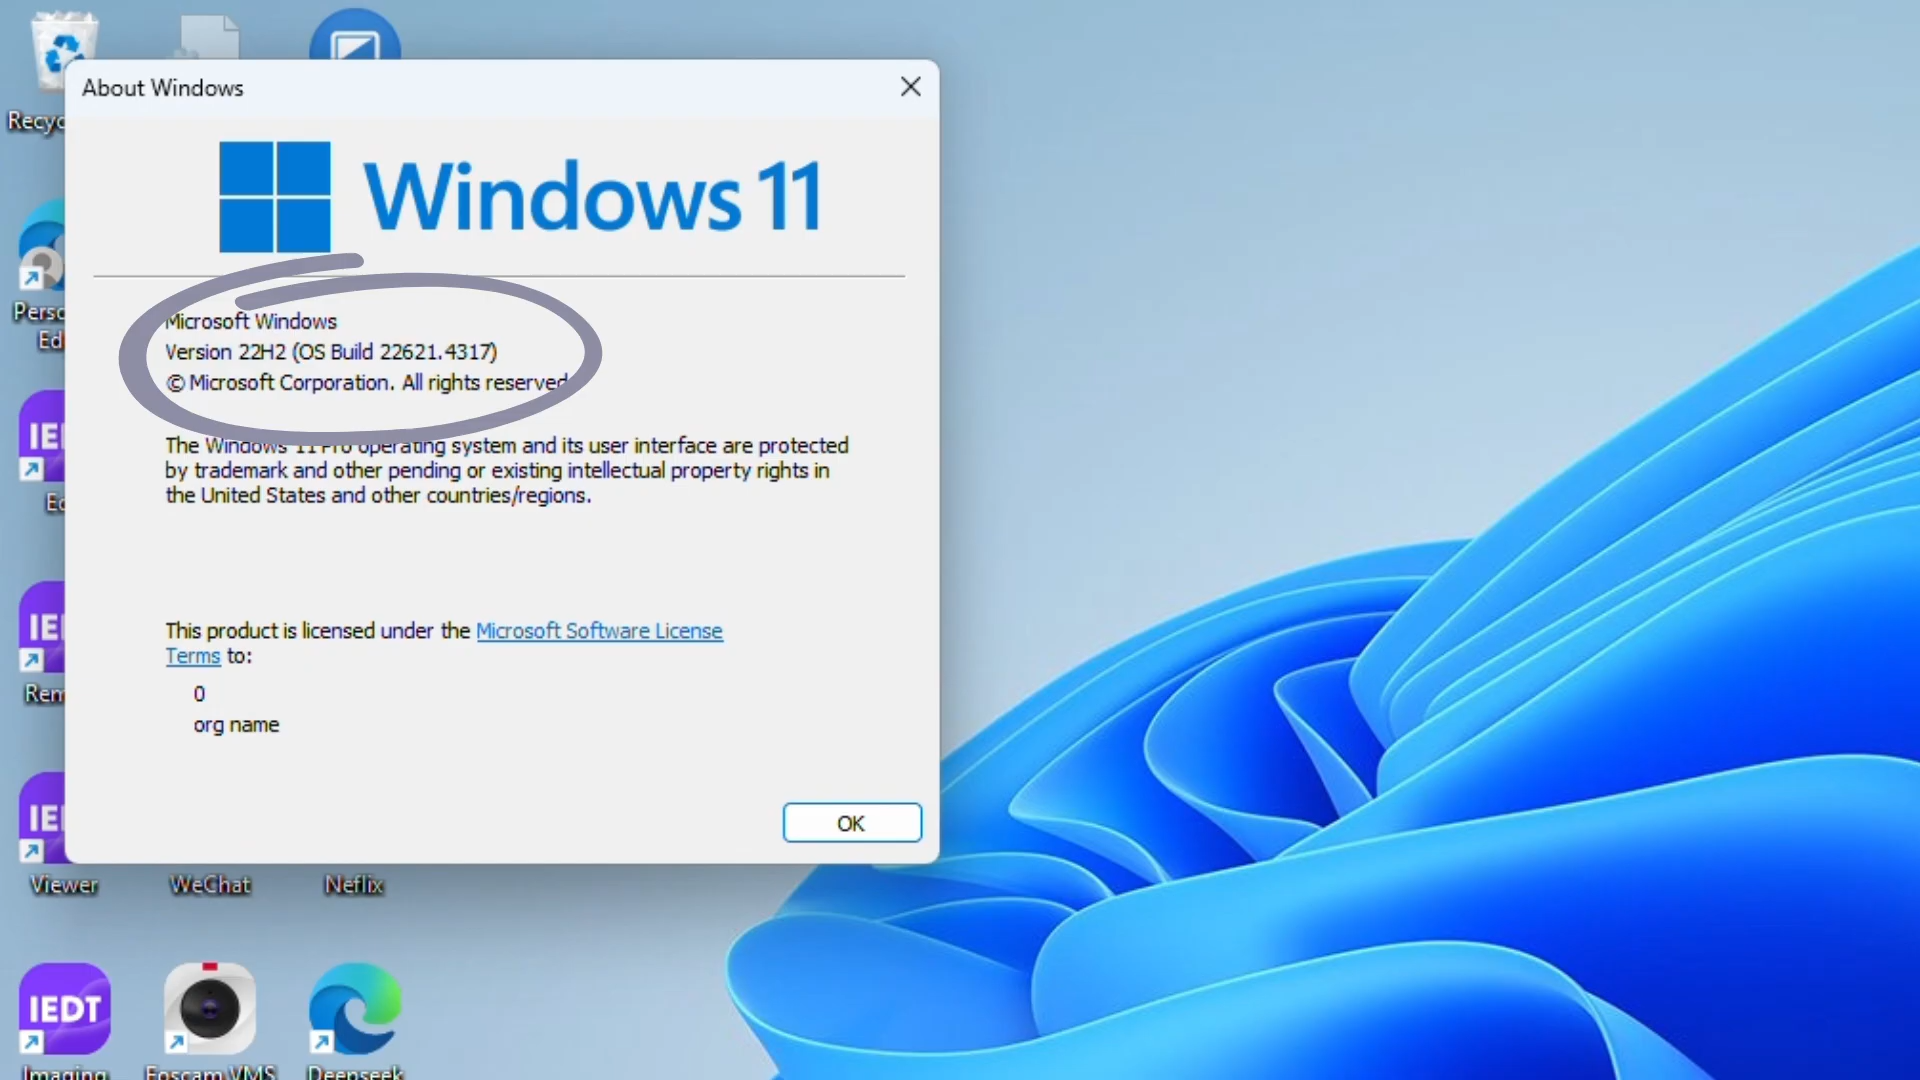 About Windows
Windows 11
Microsoft Windows
Version 22H2 (OS Build 22621.4317)
© Microsoft Corporation. All rights reserved
The Windows 11 Pro operating system and its user interface are protected
by trademark and other pending or existing intellectual property rights in
the United States and other countries/regions.
This product is licensed under the Microsoft Software License
Terms to:
0
org name
OK
Viewer
WeChat
Neflix
IEDT
Imaging
Foscam VMS
Deepseek